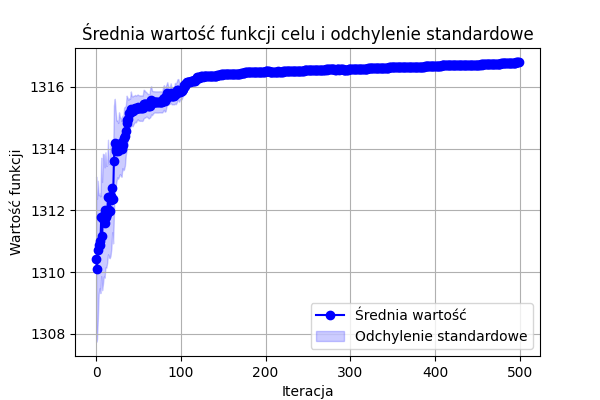 Średnia wartość funkcji celu i odchylenie standardowe
Wartość funkcji
1316
1314
1312
1310
1308
Średnia wartość
Odchylenie standardowe
0 100 200 300 400 500
Iteracja